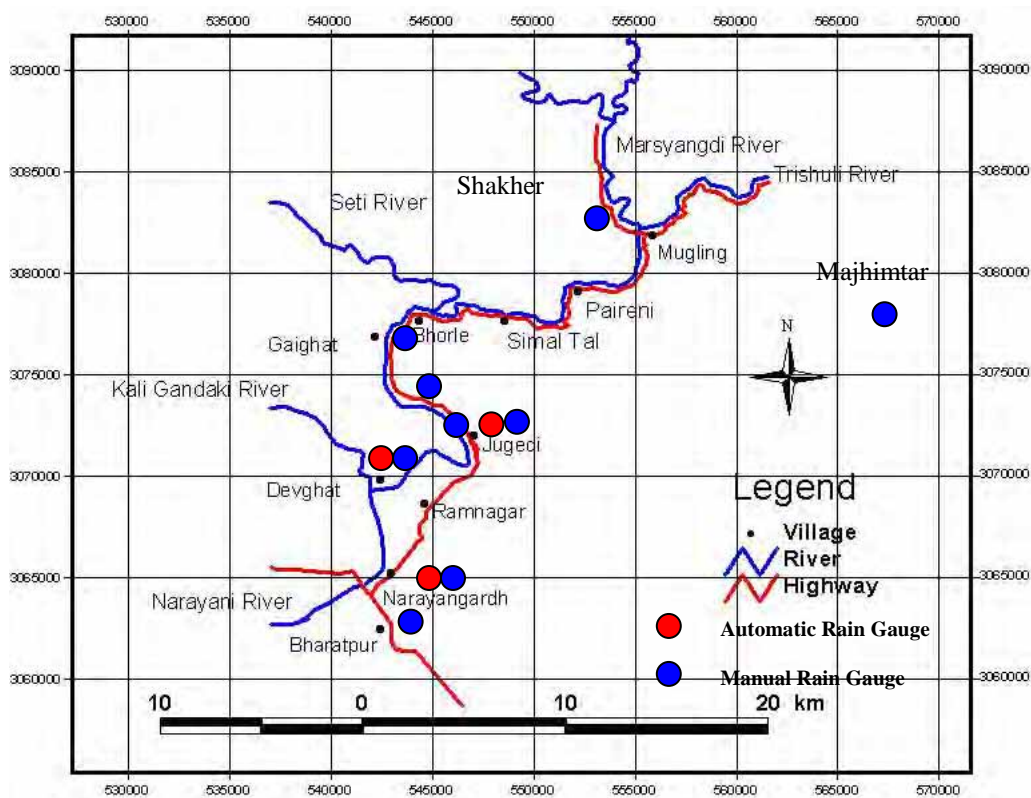 530000 535000 540000 545000 550000 555000 560000 565000 570000
3090000 3090000
Marsyangdi River
3085000 3085000
Trishuli River
Shakher
Seti River
Mugling
3080000 3080000
Majhimtar
Paireni
N
Bhorle
Simal Tal
Gaighat
3075000 3075000
Kali Gandaki River
Jugeci
3070000 3070000
Devghat
Legend
Ramnagar
Village
River
3065000 3065000
Highway
Narayani River
Narayangardh
Automatic Rain Gauge
Bharatpur
Manual Rain Gauge
3060000 3060000
10 0 10 20 km
530000 535000 540000 545000 550000 555000 560000 565000 570000